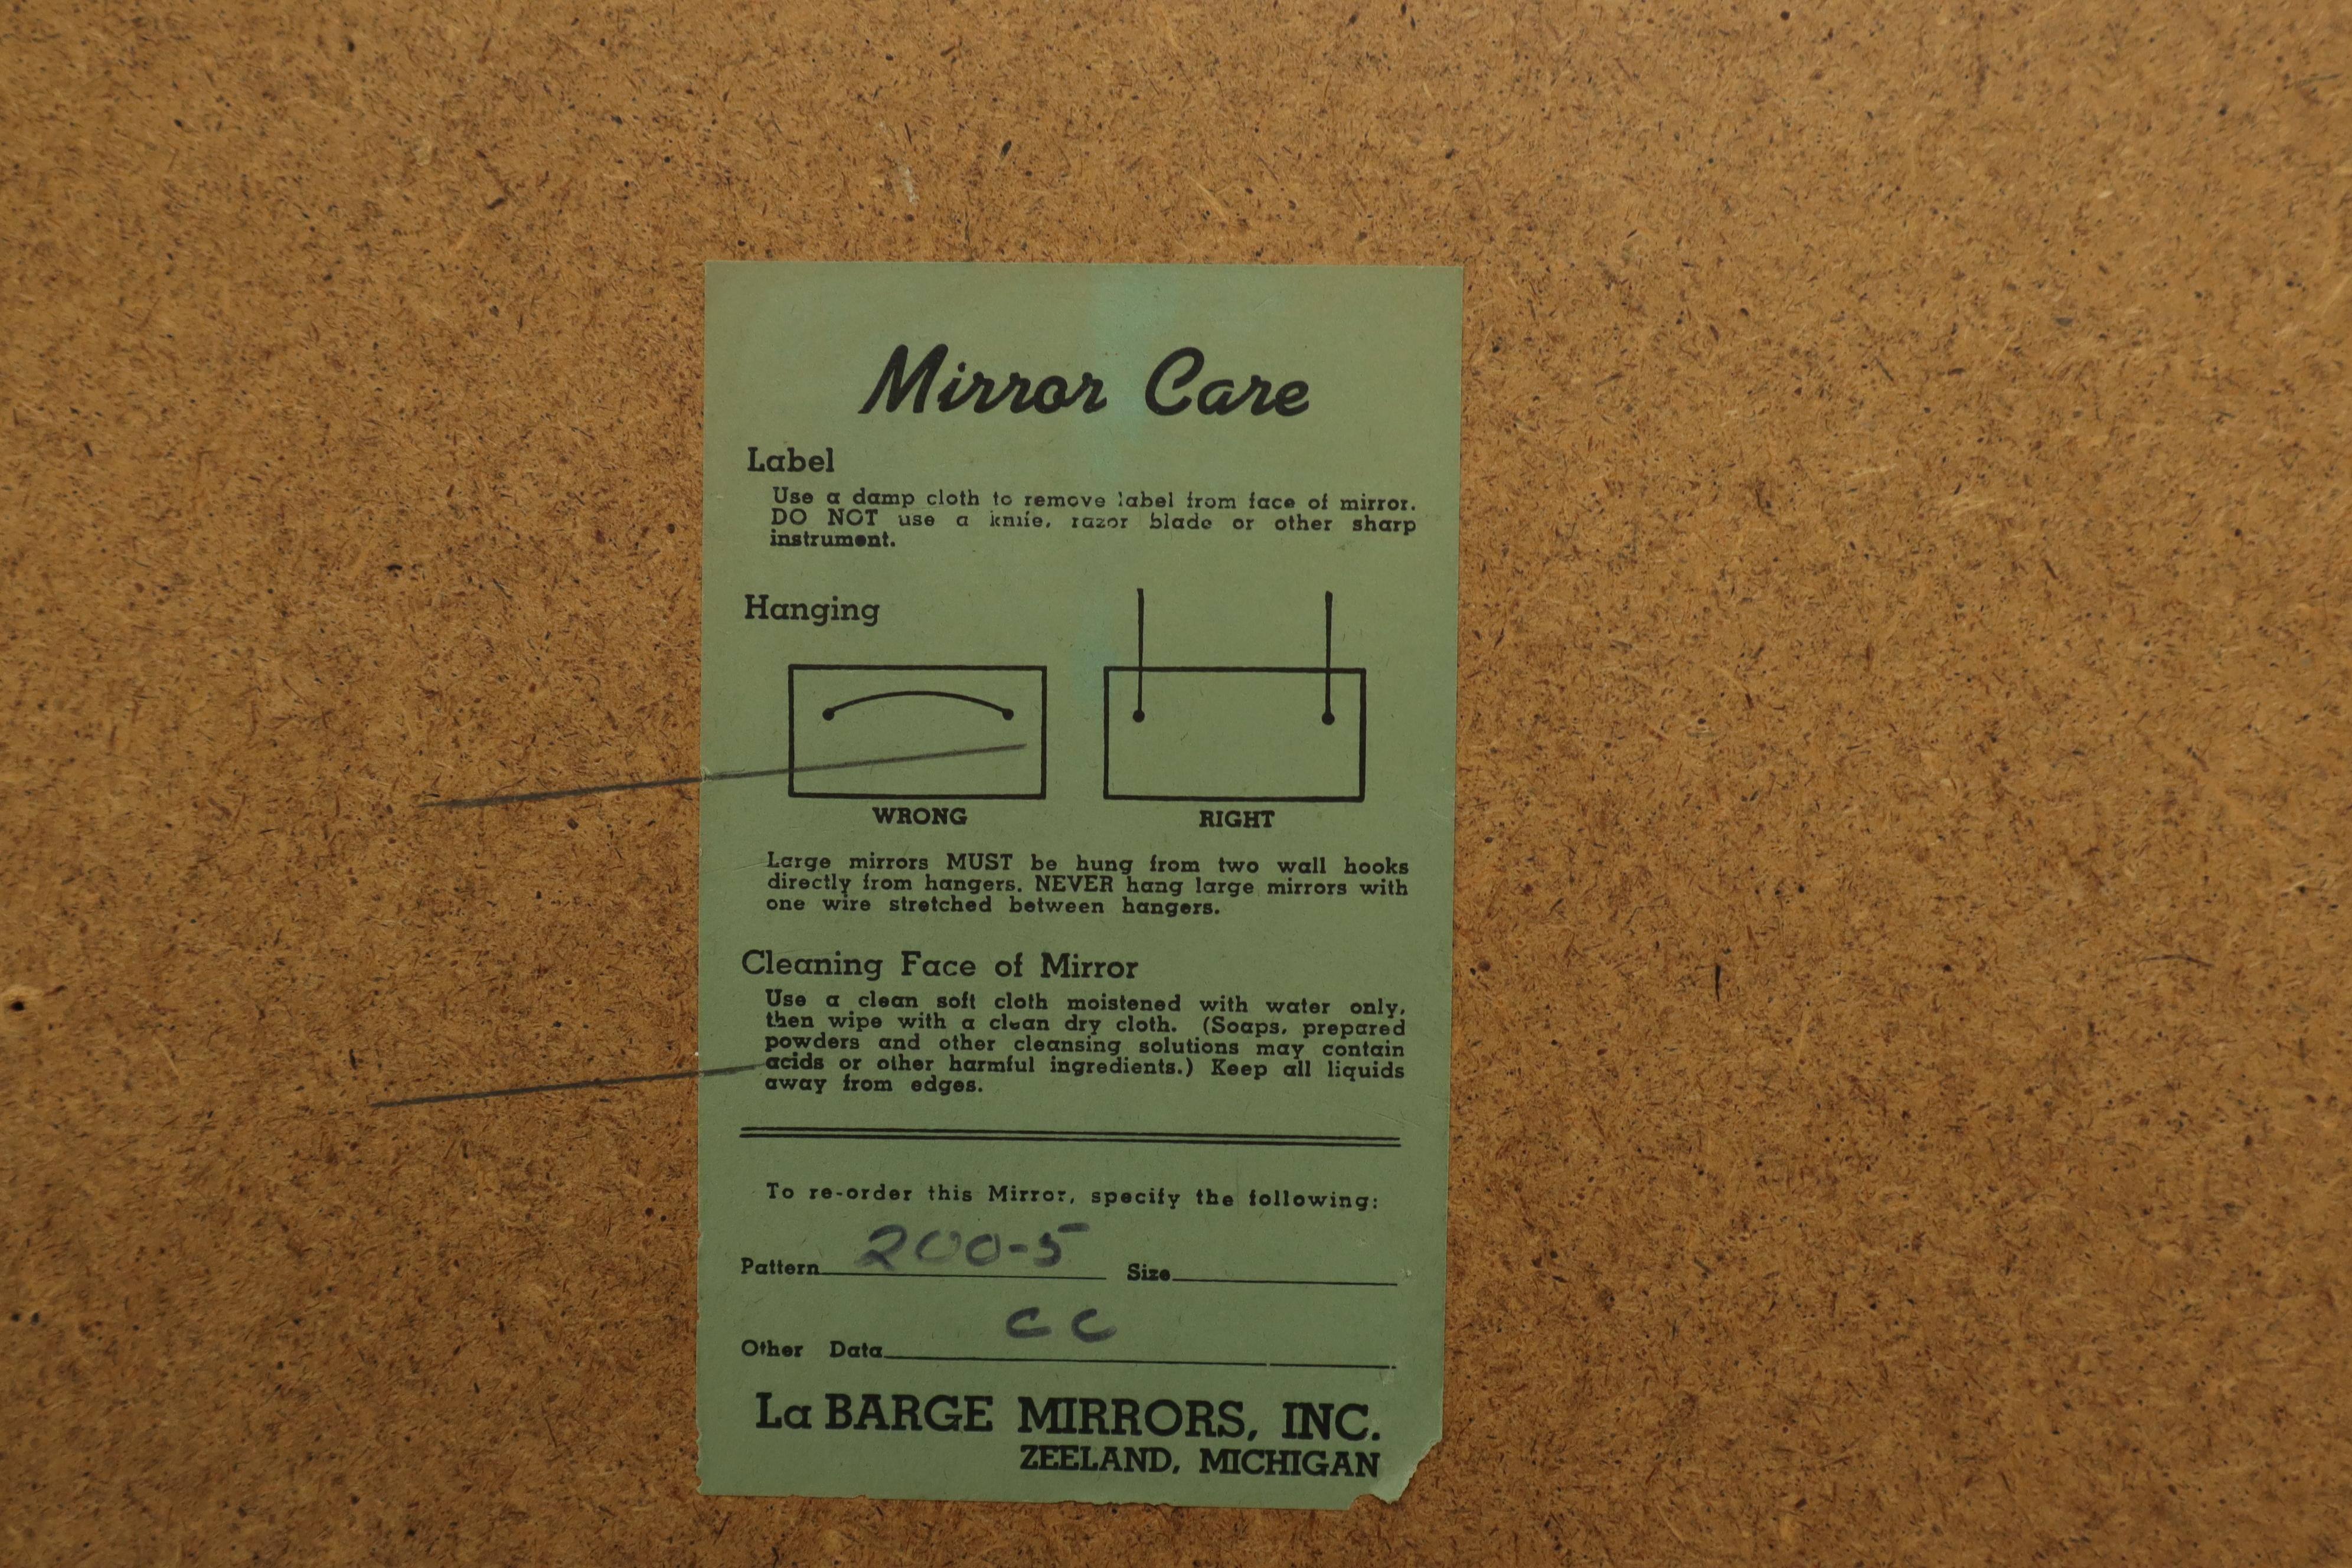 Mirror Care
Label
Use a damp cloth to remove label from face of mirror.
DO NOT use a knife, razor blade or other sharp
instrument.
Hanging
WRONG
RIGHT
Large mirrors MUST be hung from two wall hooks
directly from hangers. NEVER hang large mirrors with
one wire stretched between hangers.
Cleaning Face of Mirror
Use a clean soft cloth moistened with water only,
then wipe with a clean dry cloth. (Soaps, prepared
powders and other cleansing solutions may contain
acids or other harmful ingredients.) Keep all liquids
away from edges.
To re-order this Mirror, specify the following:
Pattern 200-5 Size
Other Data CC
La BARGE MIRRORS, INC.
ZEELAND, MICHIGAN